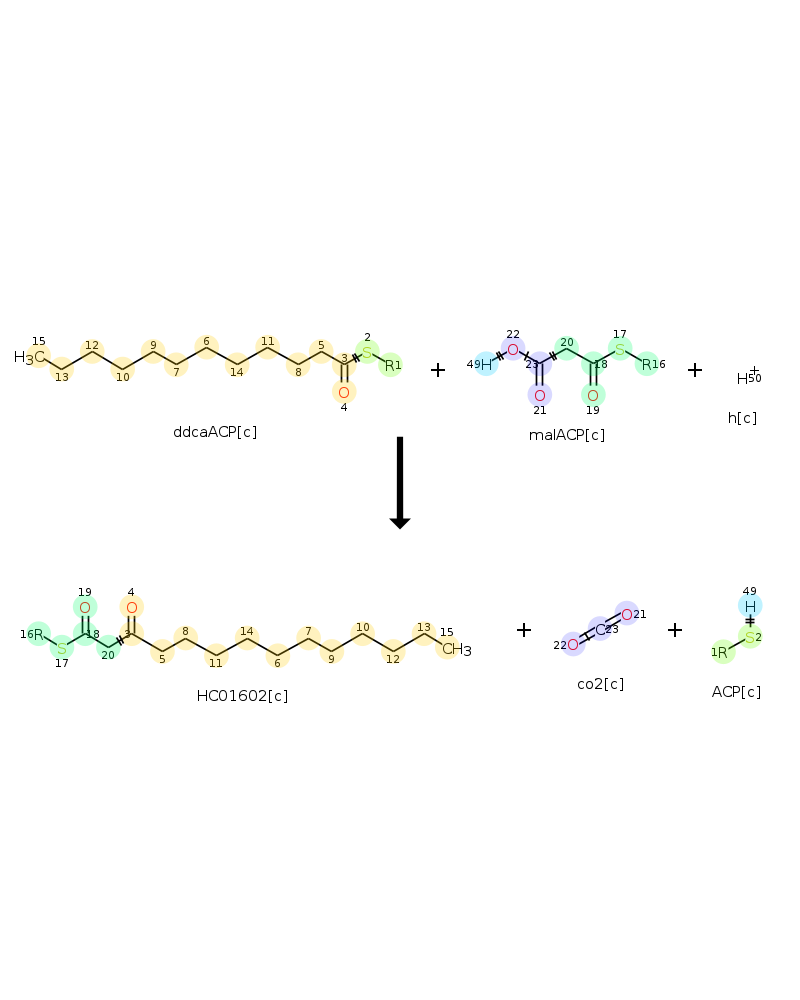 15 12 9 6 11 5 2 22 20 17
H3C 3 S O S
13 10 7 14 8 R1 + 49H 23 18 R16 + H+50
O O O
4 21 19
ddcaACP[c] malACP[c] h[c]
19 4 49
O O O21 H
16R 18 3 8 14 7 10 13 15 + C23 + S2
S 20 5 11 6 9 12 CH3 22O 1R
17
HC01602[c] co2[c] ACP[c]